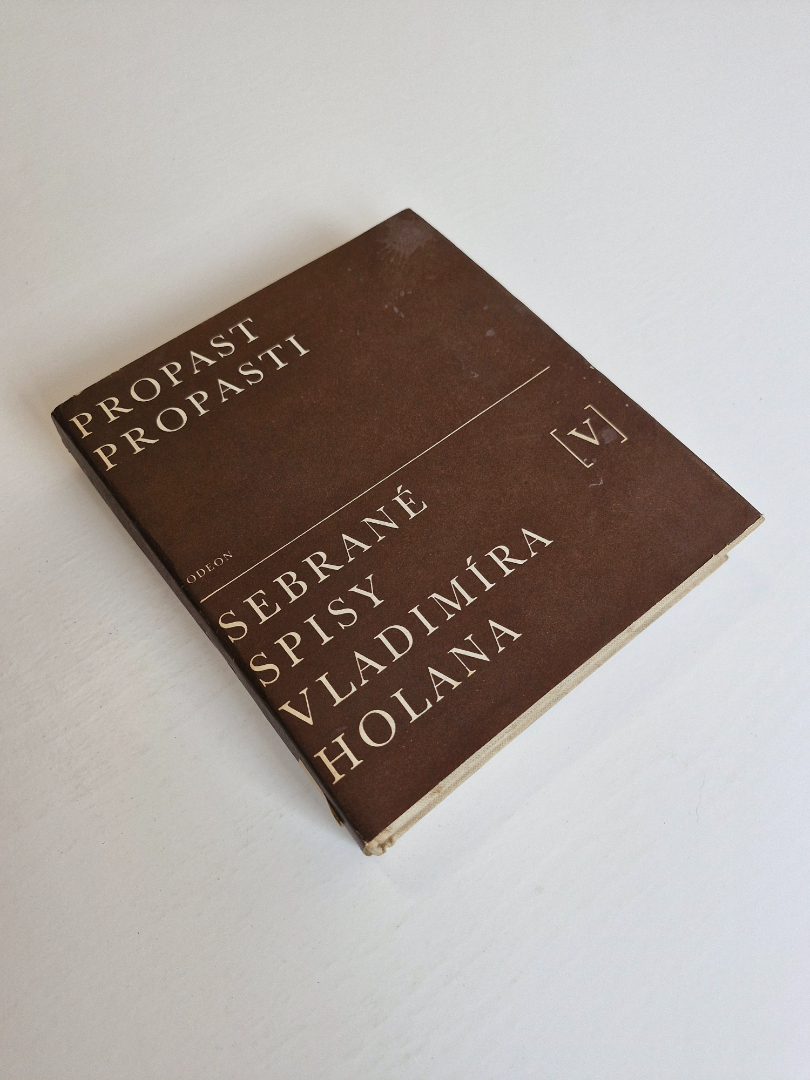 PROPAST
PROPASTI
[V]
ODEON
SEBRANÉ
SPISY
VLADIMÍRA
HOLANA